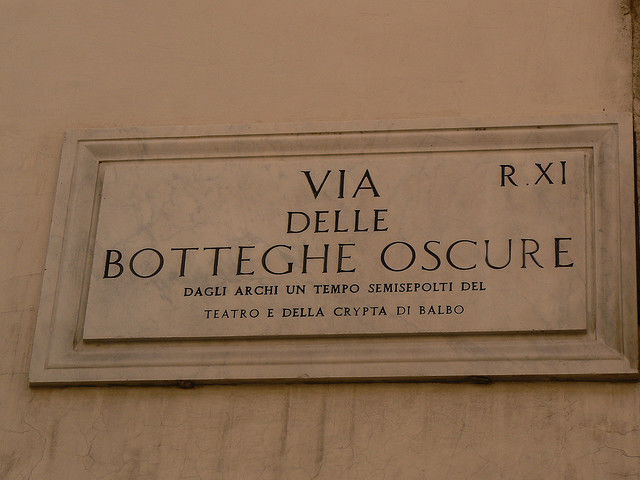 VIA R.XI
DELLE
BOTTEGHE OSCURE
DAGLI ARCHI UN TEMPO SEMISEPOLTI DEL
TEATRO E DELLA CRYPTA DI BALBO